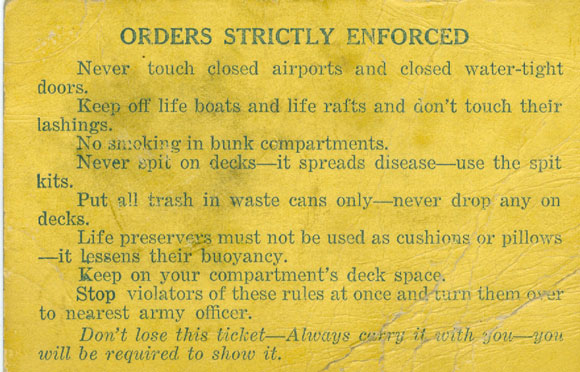 ORDERS STRICTLY ENFORCED
Never touch closed airports and closed water-tight
doors.
Keep off life boats and life rafts and don't touch their
lashings.
No smoking in bunk compartments.
Never spit on decks—it spreads disease—use the spit
kits.
Put all trash in waste cans only—never drop any on
decks.
Life preservers must not be used as cushions or pillows
—it lessens their buoyancy.
Keep on your compartment's deck space.
Stop violators of these rules at once and turn them over
to nearest army officer.
Don't lose this ticket—Always carry it with you—you
will be required to show it.